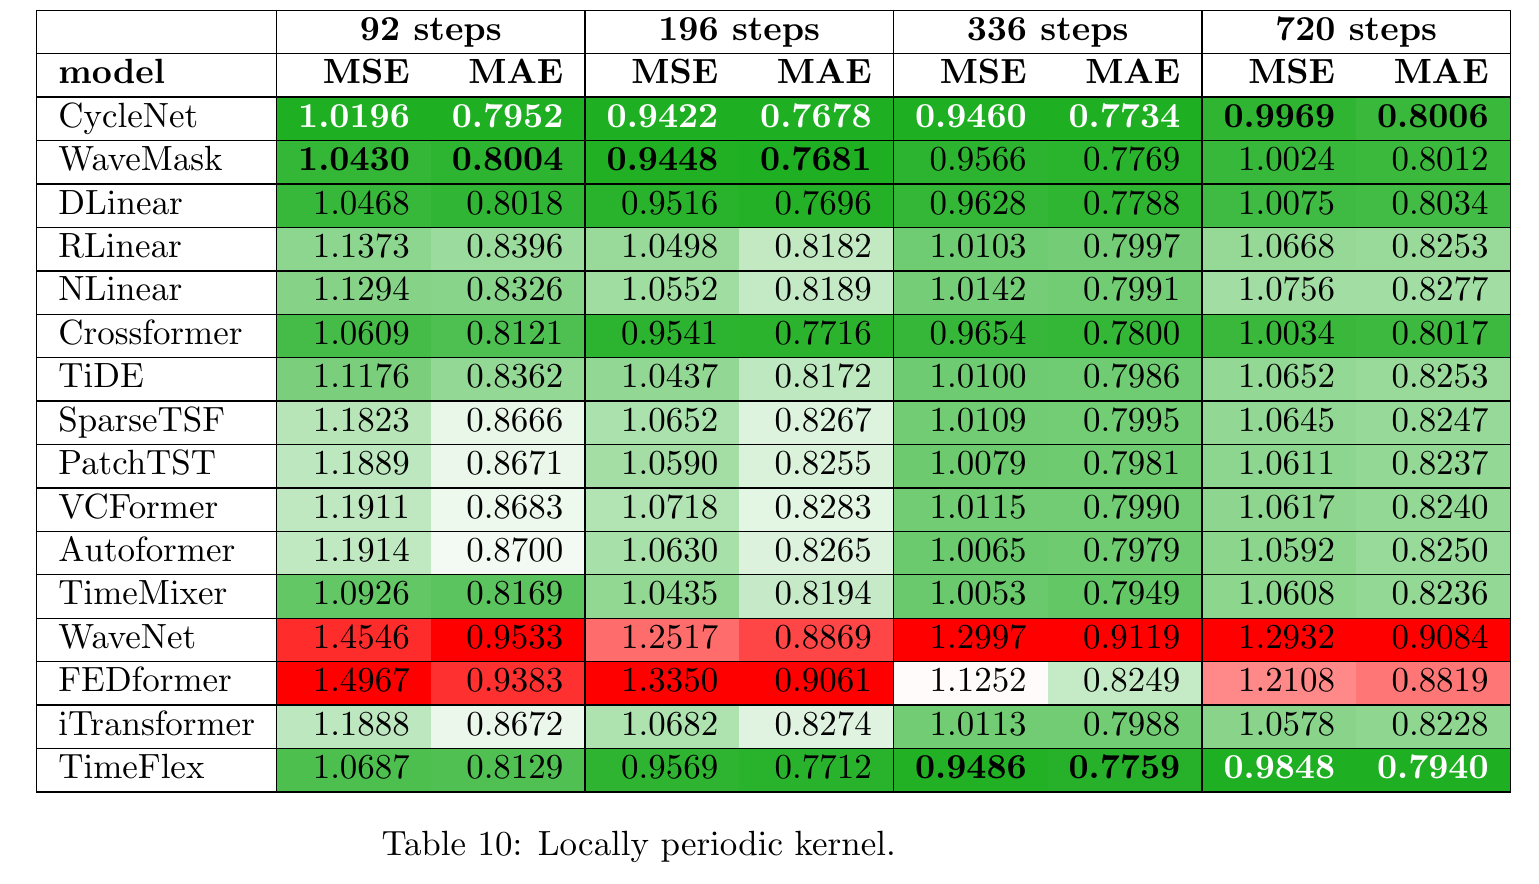 92 steps 196 steps 336 steps 720 steps
model MSE MAE MSE MAE MSE MAE MSE MAE
CycleNet 1.0196 0.7952 0.9422 0.7678 0.9460 0.7734 0.9969 0.8006
WaveMask 1.0430 0.8004 0.9448 0.7681 0.9566 0.7769 1.0024 0.8012
DLinear 1.0468 0.8018 0.9516 0.7696 0.9628 0.7788 1.0075 0.8034
RLinear 1.1373 0.8396 1.0498 0.8182 1.0103 0.7997 1.0668 0.8253
NLinear 1.1294 0.8326 1.0552 0.8189 1.0142 0.7991 1.0756 0.8277
Crossformer 1.0609 0.8121 0.9541 0.7716 0.9654 0.7800 1.0034 0.8017
TiDE 1.1176 0.8362 1.0437 0.8172 1.0100 0.7986 1.0652 0.8253
SparseTSF 1.1823 0.8666 1.0652 0.8267 1.0109 0.7995 1.0645 0.8247
PatchTST 1.1889 0.8671 1.0590 0.8255 1.0079 0.7981 1.0611 0.8237
VCFormer 1.1911 0.8683 1.0718 0.8283 1.0115 0.7990 1.0617 0.8240
Autoformer 1.1914 0.8700 1.0630 0.8265 1.0065 0.7979 1.0592 0.8250
TimeMixer 1.0926 0.8169 1.0435 0.8194 1.0053 0.7949 1.0608 0.8236
WaveNet 1.4546 0.9533 1.2517 0.8869 1.2997 0.9119 1.2932 0.9084
FEDformer 1.4967 0.9383 1.3350 0.9061 1.1252 0.8249 1.2108 0.8819
iTransformer 1.1888 0.8672 1.0682 0.8274 1.0113 0.7988 1.0578 0.8228
TimeFlex 1.0687 0.8129 0.9569 0.7712 0.9486 0.7759 0.9848 0.7940
Table 10: Locally periodic kernel.